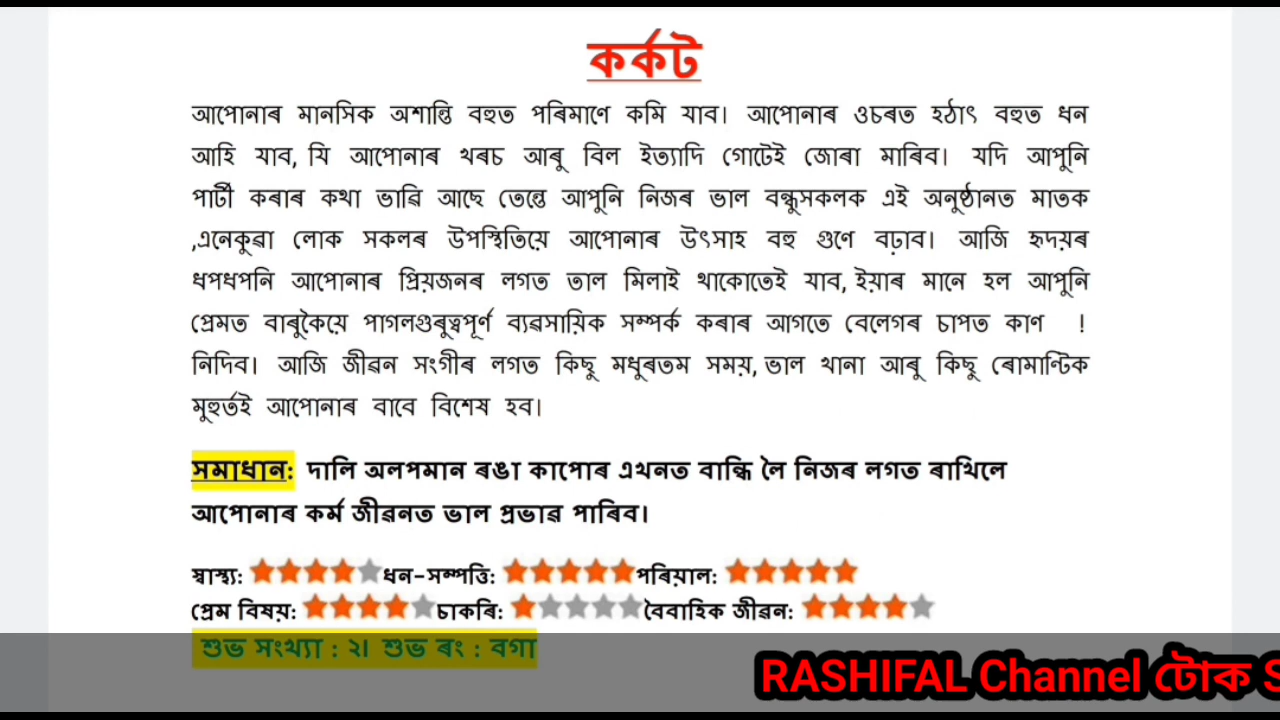 কৰ্কট
আপোনাৰ মানসিক অশান্তি বহুত পৰিমাণে কমি যাব। আপোনাৰ ওচৰত হঠাৎ বহুত ধন
আহি যাব, যি আপোনাৰ খৰচ আৰু বিল ইত্যাদি গোটেই জোৰা মাৰিব। যদি আপুনি
পাৰ্টী কৰাৰ কথা ভাৱি আছে তেন্তে আপুনি নিজৰ ভাল বন্ধুসকলক এই অনুষ্ঠানত মাতক
,এনেকুৱা লোক সকলৰ উপস্থিতিয়ে আপোনাৰ উৎসাহ বহু গুণে বঢ়াব। আজি হৃদয়ৰ
ধপধপনি আপোনাৰ প্ৰিয়জনৰ লগত তাল মিলাই থাকোতেই যাব, ইয়াৰ মানে হল আপুনি
প্ৰেমত বাৰুকৈয়ে পাগলগুৰুত্বপূৰ্ণ ব্যৱসায়িক সম্পৰ্ক কৰাৰ আগতে বেলেগৰ চাপত কাণ !
নিদিব। আজি জীৱন সংগীৰ লগত কিছু মধুৰতম সময়, ভাল খানা আৰু কিছু ৰোমাণ্টিক
মুহুৰ্তই আপোনাৰ বাবে বিশেষ হব।
সমাধান: দালি অলপমান ৰঙা কাপোৰ এখনত বান্ধি লৈ নিজৰ লগত ৰাখিলে
আপোনাৰ কৰ্ম জীৱনত ভাল প্ৰভাৱ পাৰিব।
স্বাস্থ্য: ★★★★★ধন-সম্পত্তি: ★★★★★পৰিয়াল: ★★★★★
প্ৰেম বিষয়: ★★★★★চাকৰি: ★★★★★বৈবাহিক জীৱন: ★★★★★
শুভ সংখ্যা : ২। শুভ ৰং : বগা
RASHIFAL Channel টোক S